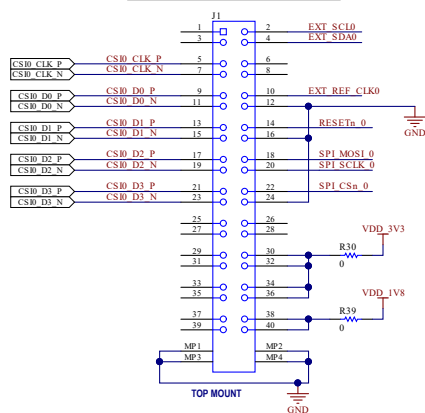 J1
1 2 EXT_SCL0
3 4 EXT_SDA0
CSI0_CLK_P CSI0_CLK_P 5 6
CSI0_CLK_N CSI0_CLK_N 7 8
CSI0_D0_P CSI0_D0_P 9 10 EXT_REF_CLK0
CSI0_D0_N CSI0_D0_N 11 12
GND
CSI0_D1_P CSI0_D1_P 13 14 RESETn_0
CSI0_D1_N CSI0_D1_N 15 16
CSI0_D2_P CSI0_D2_P 17 18 SPI_MOSI_0
CSI0_D2_N CSI0_D2_N 19 20 SPI_SCLK_0
CSI0_D3_P CSI0_D3_P 21 22 SPI_CSn_0
CSI0_D3_N CSI0_D3_N 23 24
25 26
27 28
VDD_3V3
29 30 R30
31 32 0
33 34
35 36
VDD_1V8
37 38 R39
39 40 0
MP1 MP2
MP3 MP4
TOP MOUNT
GND